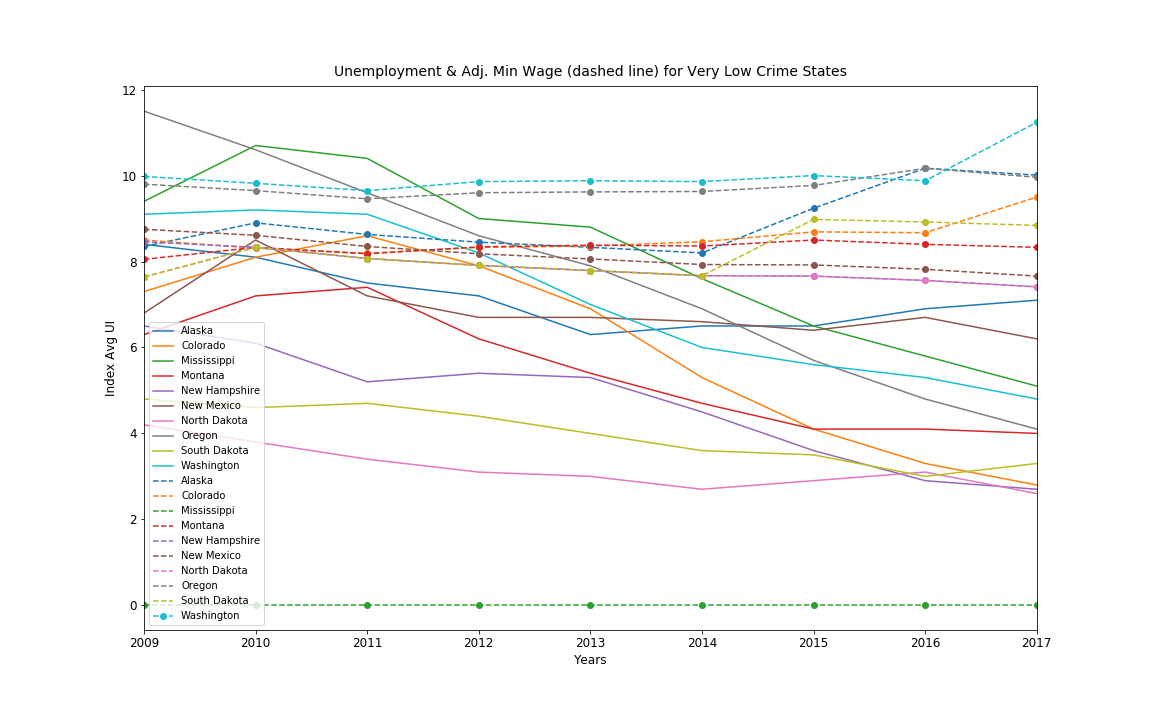 Unemployment & Adj. Min Wage (dashed line) for Very Low Crime States
12
10
8
6
4
2
0
Index Avg UI
Alaska
Colorado
Mississippi
Montana
New Hampshire
New Mexico
North Dakota
Oregon
South Dakota
Washington
Alaska
Colorado
Mississippi
Montana
New Hampshire
New Mexico
North Dakota
Oregon
South Dakota
Washington
2009 2010 2011 2012 2013 2014 2015 2016 2017
Years